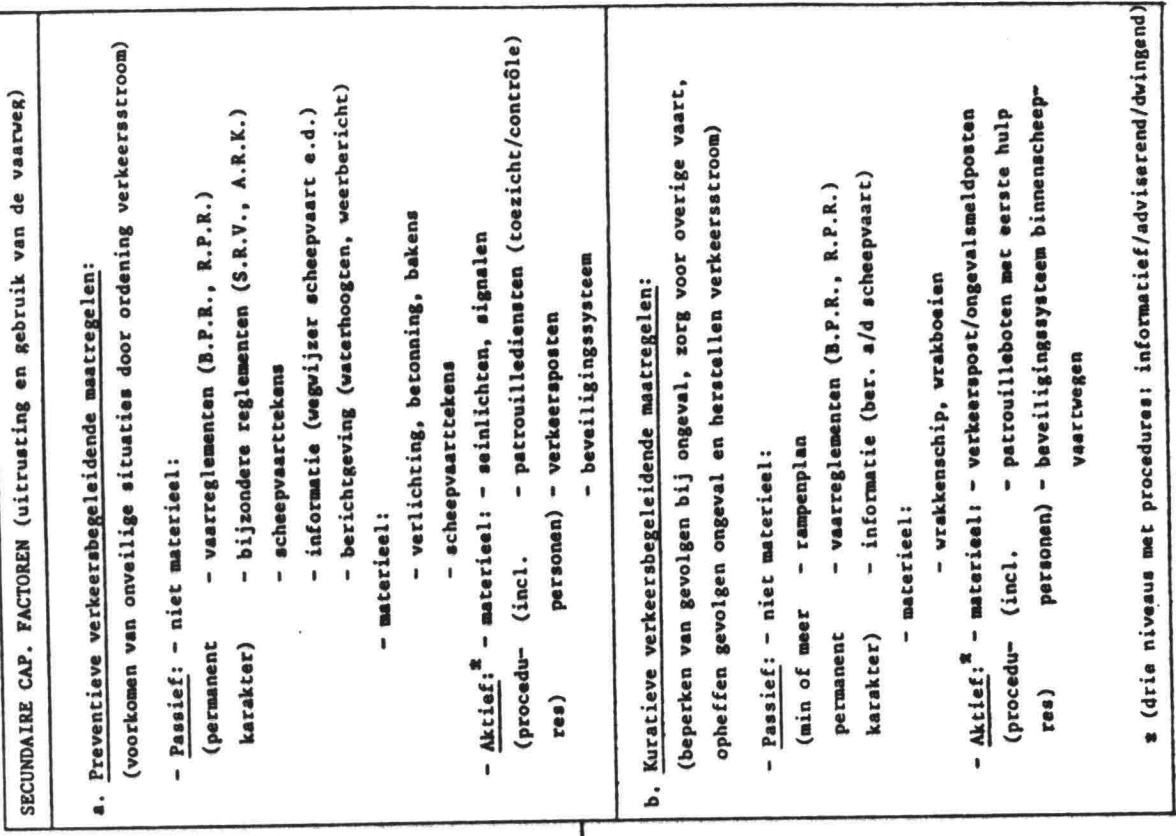 SECUNDAIRE CAP. FACTOREN (uitrusting en gebruik van de vaarweg)
a. Preventieve verkeersbegeleidende maatregelen:
(voorkomen van onveilige situaties door ordening verkeersstroom)
- Passief: - niet materieel:
(permanent - vaarreglementen (B.P.R., R.P.R.)
karakter) - bijzondere reglementen (S.R.V., A.R.K.)
- scheepvaarttekens
- informatie (wegwijzer scheepvaart e.d.)
- berichtgeving (waterhoogten, weerbericht)
- materieel:
- verlichting, betonning, bakens
- scheepvaarttekens
- Aktief:* - materieel: - seinlichten, signalen
(procedu- (incl. - patrouillediensten (toezicht/contrôle)
res) personen) - verkeersposten
- beveiligingssysteem
b. Kuratieve verkeersbegeleidende maatregelen:
(beperken van gevolgen bij ongeval, zorg voor overige vaart,
opheffen gevolgen ongeval en herstellen verkeersstroom)
- Passief: - niet materieel:
(min of meer - rampenplan
permanent - vaarreglementen (B.P.R., R.P.R.)
karakter) - informatie (ber. a/d scheepvaart)
- materieel:
- wrakkenschip, wrakboeien
- Aktief:* - materieel: - verkeerspost/ongevalsmeldposten
(procedu- (incl. - patrouilleboten met eerste hulp
res) personen) - beveiligingssysteem binnenscheep-
vaartwegen
* (drie niveaus met procedures: informatief/adviserend/dwingend)